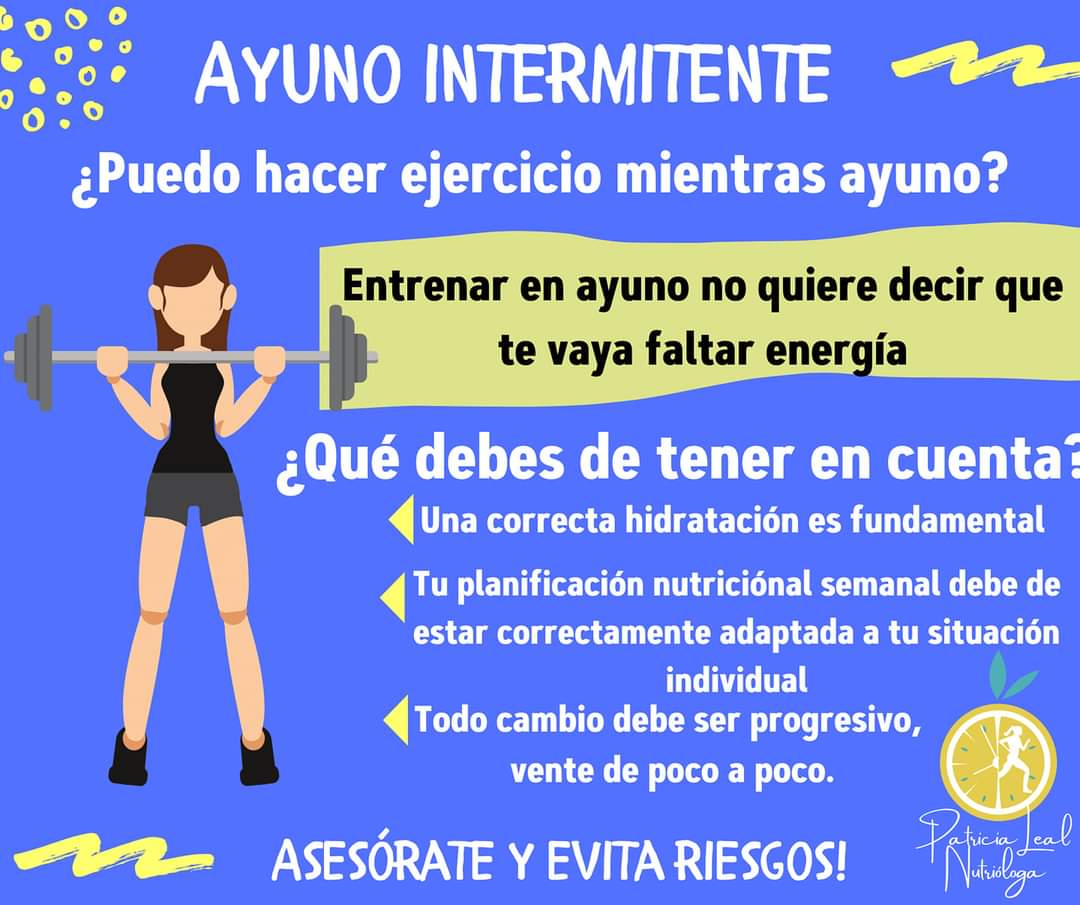 AYUNO INTERMITENTE
¿Puedo hacer ejercicio mientras ayuno?
Entrenar en ayuno no quiere decir que
te vaya faltar energía
¿Qué debes de tener en cuenta?
Una correcta hidratación es fundamental
Tu planificación nutriciónal semanal debe de
estar correctamente adaptada a tu situación
individual
Todo cambio debe ser progresivo,
vente de poco a poco.
ASESÓRATE Y EVITA RIESGOS!
Patricia Leal
Nutrióloga